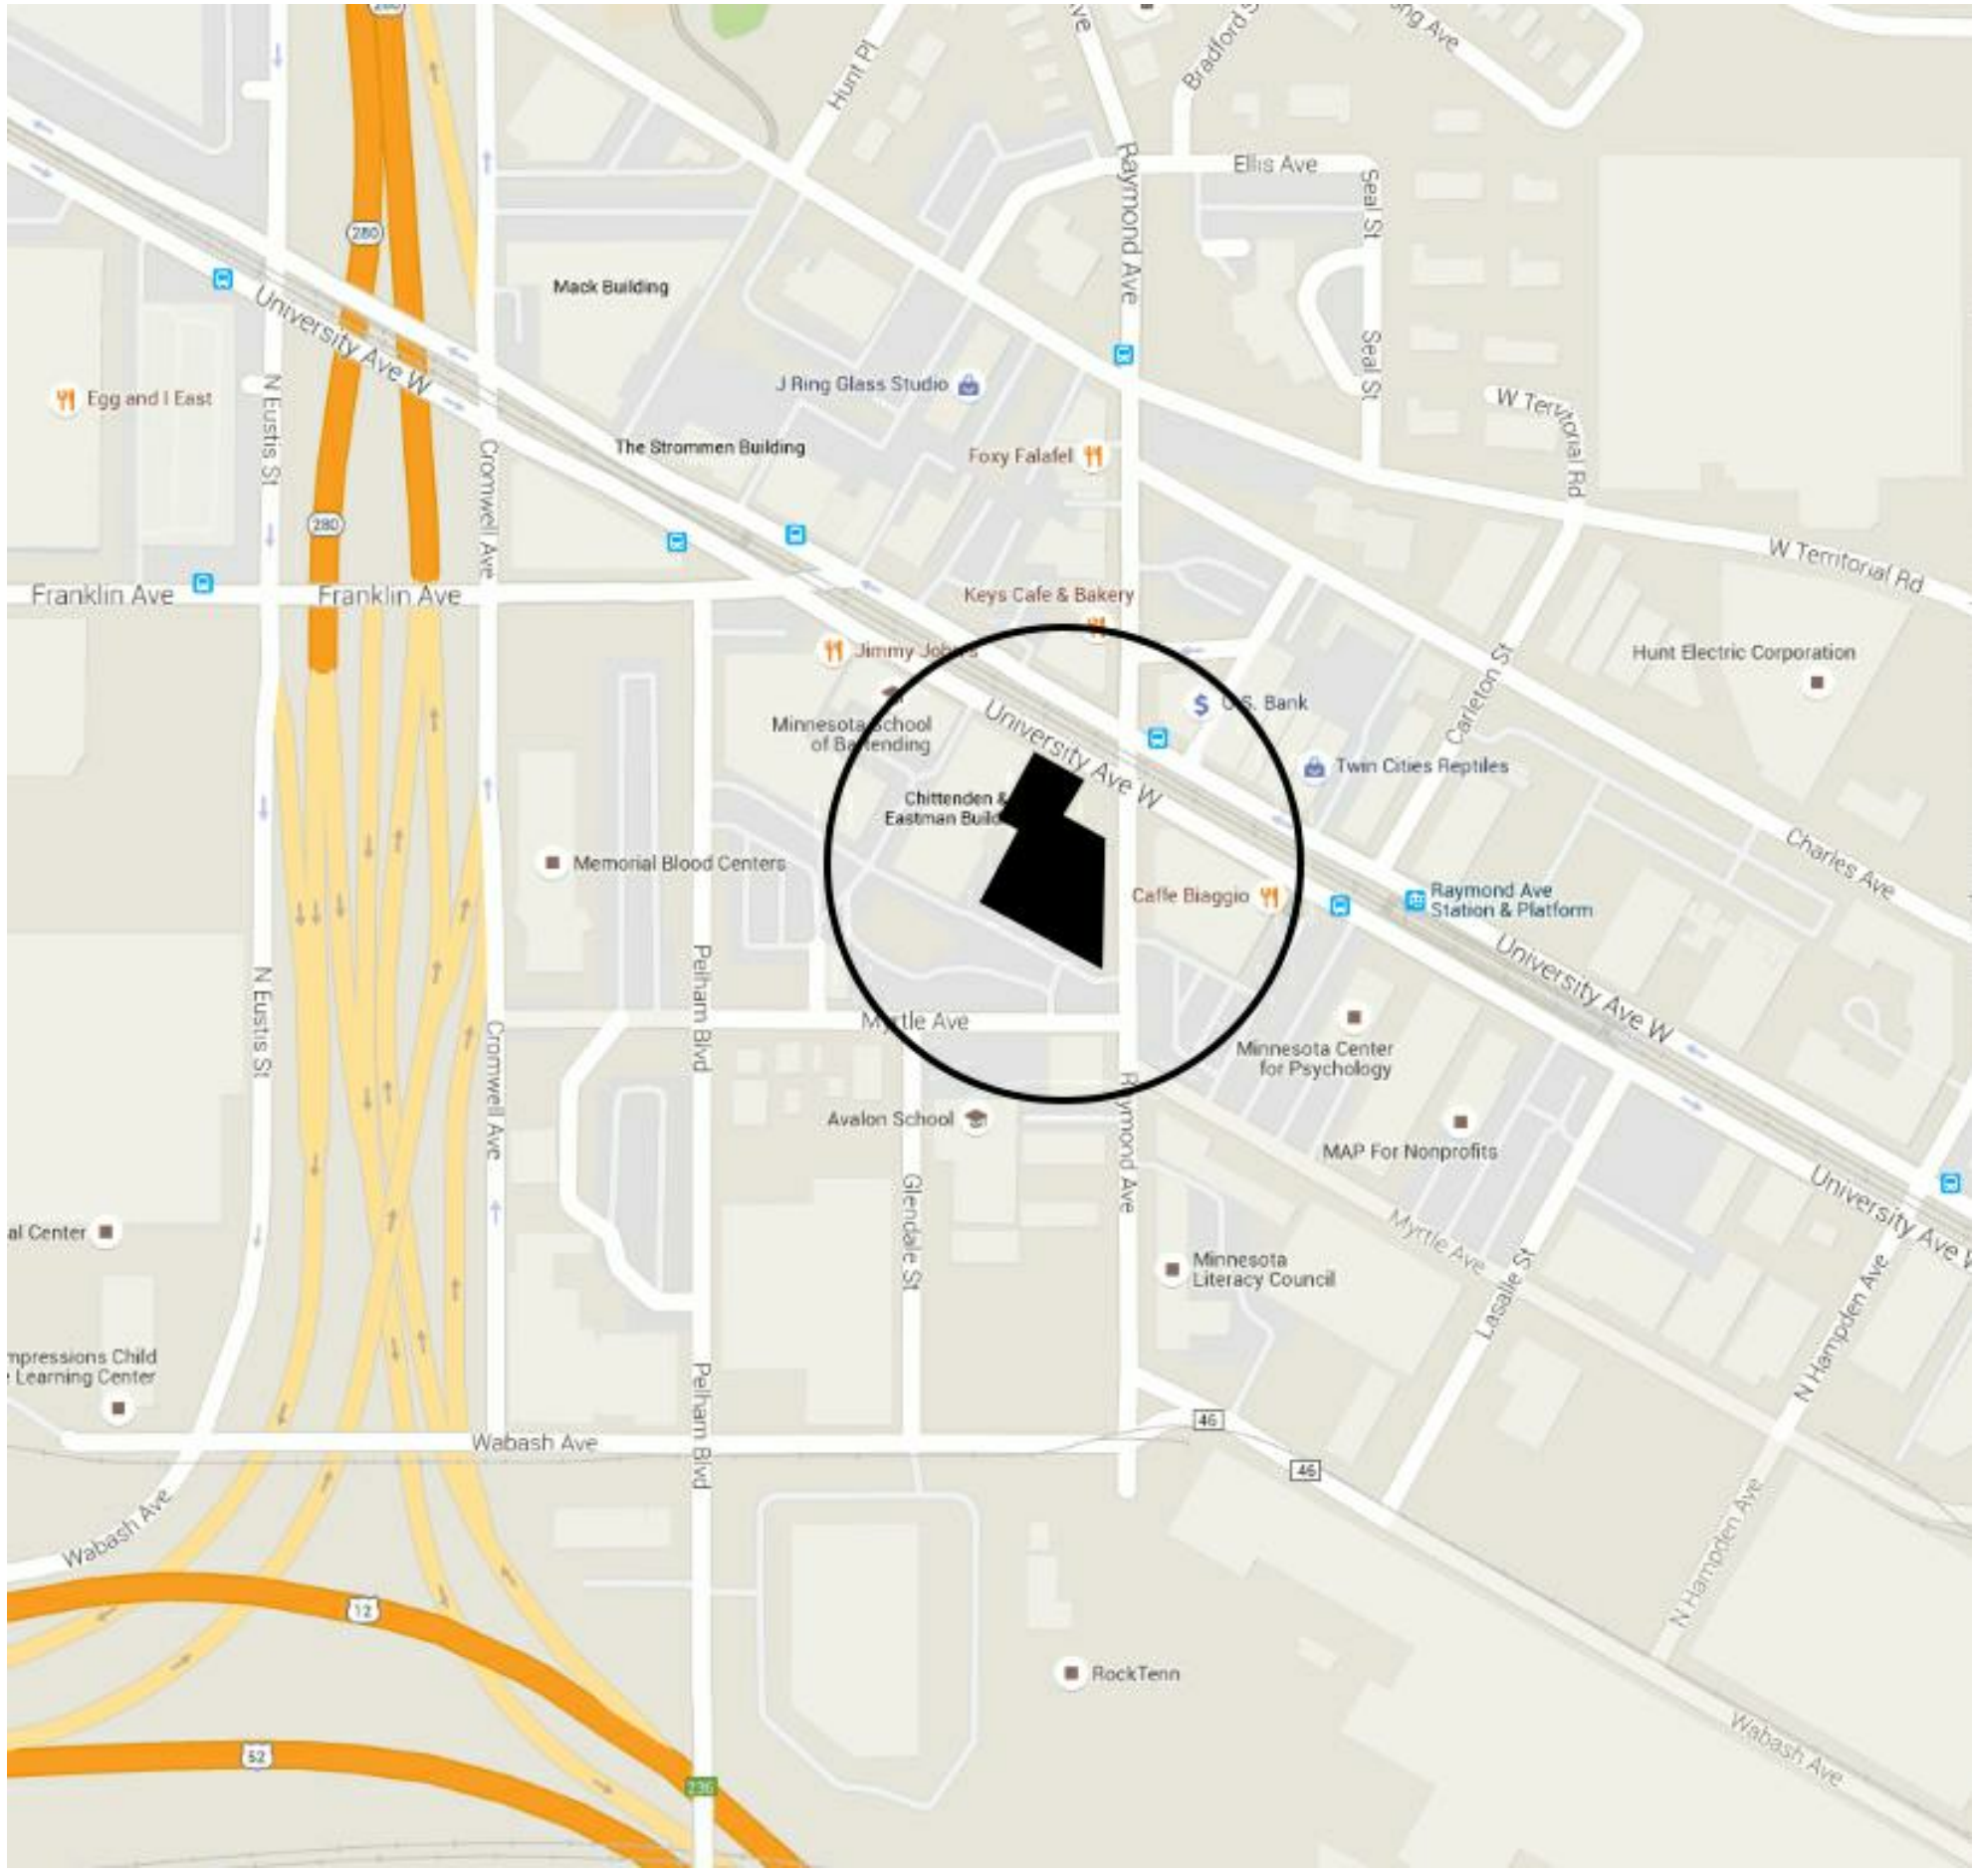 280
Hunt Pl
Bradford
Raymond Ave
Ellis Ave
Seal St
280
Mack Building
University Ave W
N Eustis St
Egg and I East
J Ring Glass Studio
Seal St
W Territorial Rd
Cromwell Ave
The Strommen Building
Foxy Falafel
280
W Territorial Rd
Franklin Ave
Franklin Ave
Keys Cafe & Bakery
Jimmy John's
Hunt Electric Corporation
Carleton St
U.S. Bank
Minnesota School
of Bartending
University Ave W
Twin Cities Reptiles
Chittenden &
Eastman Build
Charles Ave
Memorial Blood Centers
Caffe Biaggio
Raymond Ave
Station & Platform
University Ave W
N Eustis St
Pelham Blvd
Myrtle Ave
Cromwell Ave
Minnesota Center
for Psychology
Raymond Ave
Avalon School
MAP For Nonprofits
University Ave W
Glendale St
al Center
Myrtle Ave
Minnesota
Literacy Council
Lasalle St
N Hampden Ave
mpressions Child
Learning Center
Pelham Blvd
46
Wabash Ave
46
Wabash Ave
N Hampden Ave
12
RockTenn
52
Wabash Ave
236